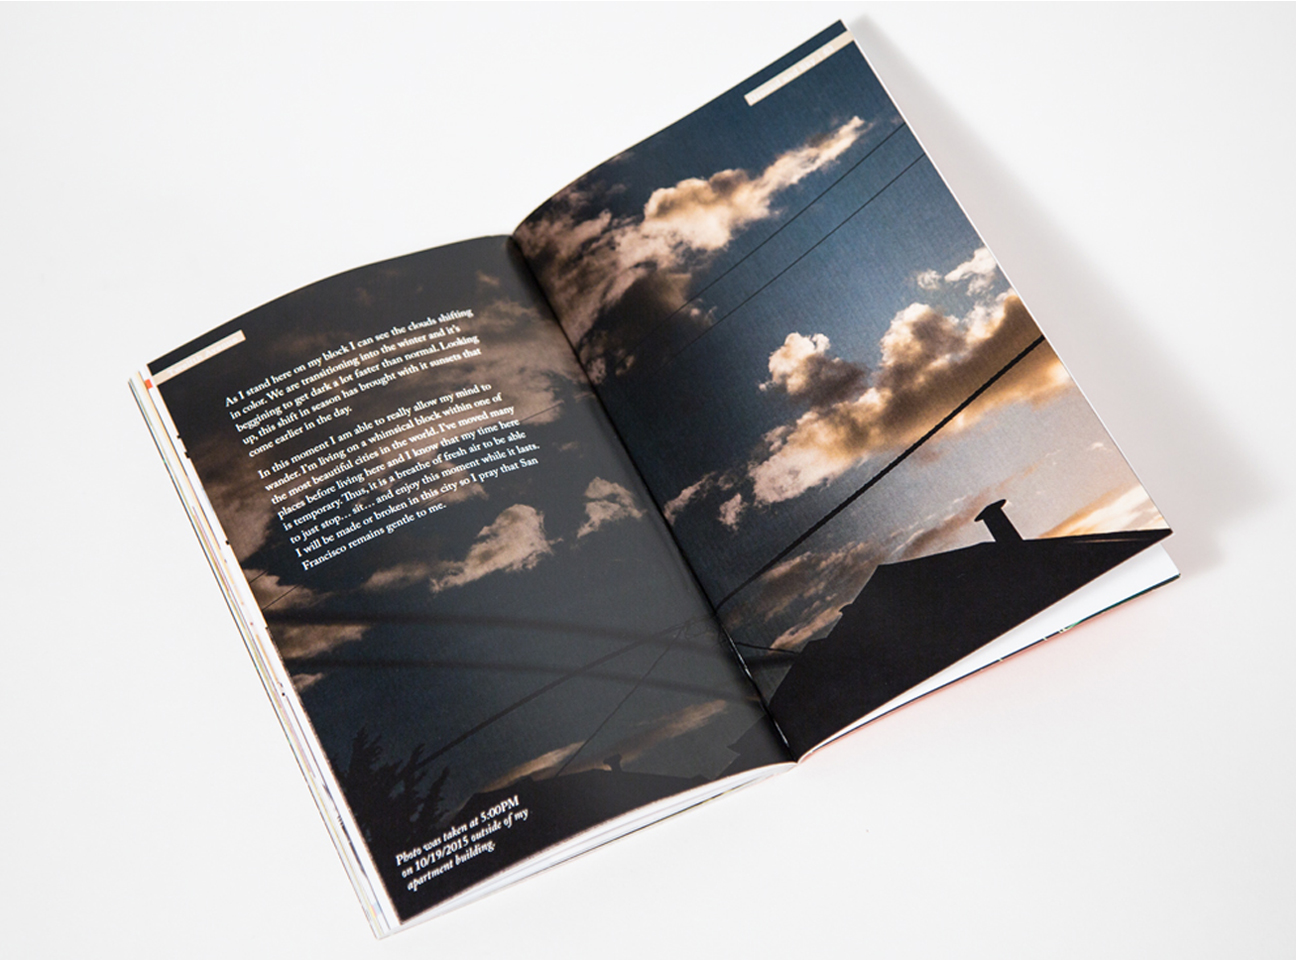 As I stand here on my block I can see the clouds shifting
in color. We are transitioning into the winter and it's
beggining to get dark a lot faster than normal. Looking
up, this shift in season has brought with it sunsets that
come earlier in the day.
In this moment I am able to really allow my mind to
wander. I'm living on a whimsical block within one of
the most beautiful cities in the world. I've moved many
places before living here and I know that my time here
is temporary. Thus, it is a breathe of fresh air to be able
to just stop... sit... and enjoy this moment while it lasts.
I will be made or broken in this city so I pray that San
Francisco remains gentle to me.
Photo was taken at 5:00PM
on 10/19/2015 outside of my
apartment building.